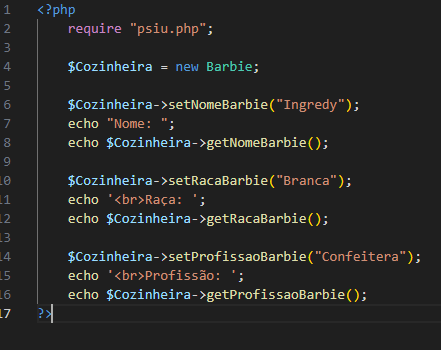 1 <?php
2 require "psiu.php";
3
4 $Cozinheira = new Barbie;
5
6 $Cozinheira->setNomeBarbie("Ingredy");
7 echo "Nome: ";
8 echo $Cozinheira->getNomeBarbie();
9
10 $Cozinheira->setRacaBarbie("Branca");
11 echo '<br>Raça: ';
12 echo $Cozinheira->getRacaBarbie();
13
14 $Cozinheira->setProfissaoBarbie("Confeitera");
15 echo '<br>Profissão: ';
16 echo $Cozinheira->getProfissaoBarbie();
17 ?>